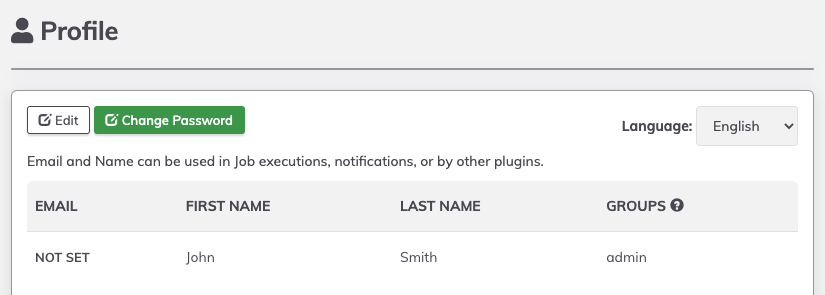 Profile
Edit Change Password Language: English
Email and Name can be used in Job executions, notifications, or by other plugins.
EMAIL FIRST NAME LAST NAME GROUPS ?
NOT SET John Smith admin